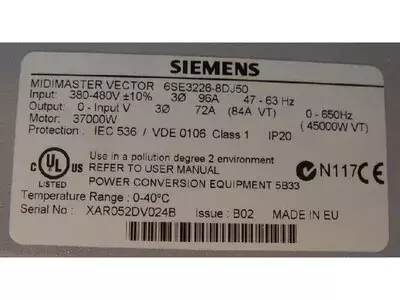 SIEMENS
MIDIMASTER VECTOR 6SE3226-8DJ50
Input: 380-480V ±10% 3Ø 96A 47 - 63 Hz
Output: 0 - Input V 3Ø 72A (84A VT) 0 - 650Hz
Motor: 37000W (45000W VT)
Protection : IEC 536 / VDE 0106 Class 1 IP20
Use in a pollution degree 2 environment
REFER TO USER MANUAL
POWER CONVERSION EQUIPMENT 5B33
UL
LISTED
N117 CE
Temperature Range : 0-40°C
Serial No : XAR052DV024B Issue : B02 MADE IN EU